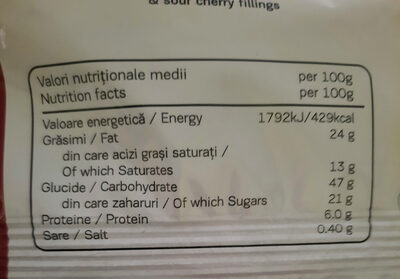 & sour cherry fillings
Valori nutriționale medii per 100g
Nutrition facts per 100g
Valoare energetică / Energy 1792kJ/429kcal
Grăsimi / Fat 24 g
din care acizi grași saturați /
Of which Saturates 13 g
Glucide / Carbohydrate 47 g
din care zaharuri / Of which Sugars 21 g
Proteine / Protein 6.0 g
Sare / Salt 0.40 g